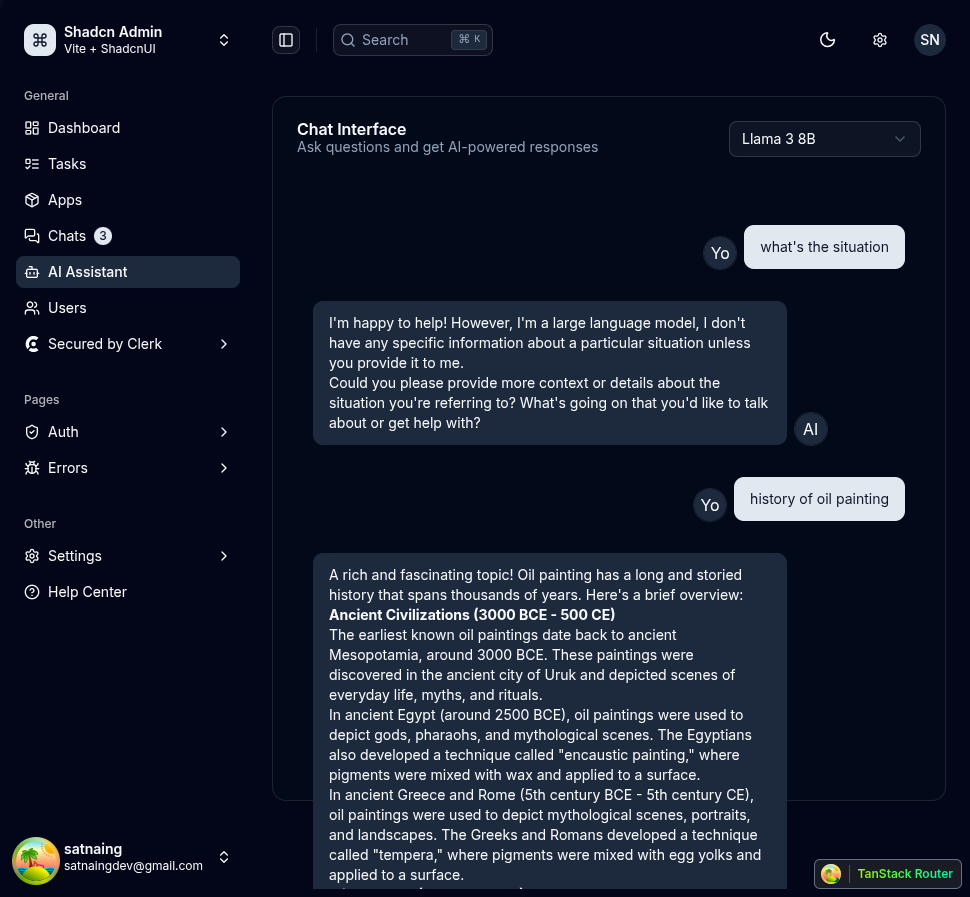 Shadcn Admin
Vite + ShadcnUI
Search
⌘ K
SN
General
Dashboard
Tasks
Apps
Chats 3
AI Assistant
Users
Secured by Clerk
Pages
Auth
Errors
Other
Settings
Help Center
satnaing
satnaingdev@gmail.com
Chat Interface
Ask questions and get AI-powered responses
Llama 3 8B
Yo
what's the situation
I'm happy to help! However, I'm a large language model, I don't
have any specific information about a particular situation unless
you provide it to me.
Could you please provide more context or details about the
situation you're referring to? What's going on that you'd like to talk
about or get help with?
AI
Yo
history of oil painting
A rich and fascinating topic! Oil painting has a long and storied
history that spans thousands of years. Here's a brief overview:
Ancient Civilizations (3000 BCE - 500 CE)
The earliest known oil paintings date back to ancient
Mesopotamia, around 3000 BCE. These paintings were
discovered in the ancient city of Uruk and depicted scenes of
everyday life, myths, and rituals.
In ancient Egypt (around 2500 BCE), oil paintings were used to
depict gods, pharaohs, and mythological scenes. The Egyptians
also developed a technique called "encaustic painting," where
pigments were mixed with wax and applied to a surface.
In ancient Greece and Rome (5th century BCE - 5th century CE),
oil paintings were used to depict mythological scenes, portraits,
and landscapes. The Greeks and Romans developed a technique
called "tempera," where pigments were mixed with egg yolks and
applied to a surface.
TanStack Router